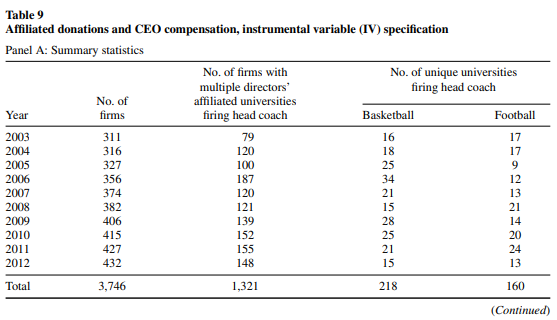 Table 9
Affiliated donations and CEO compensation, instrumental variable (IV) specification
Panel A: Summary statistics
No. of firms with No. of unique universities
multiple directors' firing head coach
No. of affiliated universities
Year firms firing head coach Basketball Football
2003 311 79 16 17
2004 316 120 18 17
2005 327 100 25 9
2006 356 187 34 12
2007 374 120 21 13
2008 382 121 15 21
2009 406 139 28 14
2010 415 152 25 20
2011 427 155 21 24
2012 432 148 15 13
Total 3,746 1,321 218 160
(Continued)